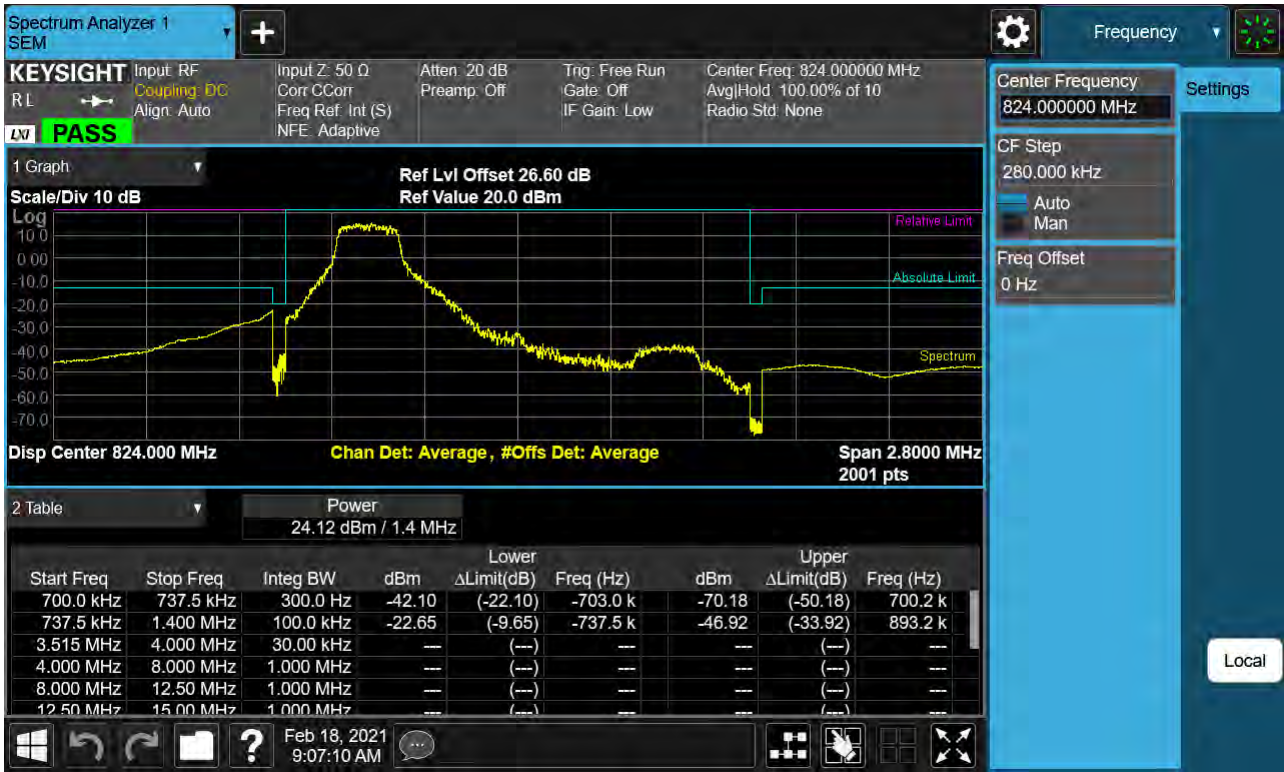 Spectrum Analyzer 1
SEM
Frequency
KEYSIGHT
R L
LXI
PASS
Input: RF
Coupling: DC
Align: Auto
Input Z: 50 Ω
Corr CCorr
Freq Ref: Int (S)
NFE: Adaptive
Atten: 20 dB
Preamp: Off
Trig: Free Run
Gate: Off
IF Gain: Low
Center Freq: 824.000000 MHz
Avg|Hold: 100.00% of 10
Radio Std: None
Center Frequency
824.000000 MHz
Settings
CF Step
280.000 kHz
Auto
Man
Freq Offset
0 Hz
Local
1 Graph
Scale/Div 10 dB
Ref Lvl Offset 26.60 dB
Ref Value 20.0 dBm
Log
10.0
0.00
-10.0
-20.0
-30.0
-40.0
-50.0
-60.0
-70.0
Relative Limit
Absolute Limit
Spectrum
Disp Center 824.000 MHz
Chan Det: Average , #Offs Det: Average
Span 2.8000 MHz
2001 pts
2 Table
Power
24.12 dBm / 1.4 MHz
Lower Upper
Start Freq Stop Freq Integ BW dBm ΔLimit(dB) Freq (Hz) dBm ΔLimit(dB) Freq (Hz)
700.0 kHz 737.5 kHz 300.0 Hz -42.10 (-22.10) -703.0 k -70.18 (-50.18) 700.2 k
737.5 kHz 1.400 MHz 100.0 kHz -22.65 (-9.65) -737.5 k -46.92 (-33.92) 893.2 k
3.515 MHz 4.000 MHz 30.00 kHz --- (---) --- --- (---) ---
4.000 MHz 8.000 MHz 1.000 MHz --- (---) --- --- (---) ---
8.000 MHz 12.50 MHz 1.000 MHz --- (---) --- --- (---) ---
12.50 MHz 15.00 MHz 1.000 MHz --- (---) --- --- (---) ---
?
Feb 18, 2021
9:07:10 AM